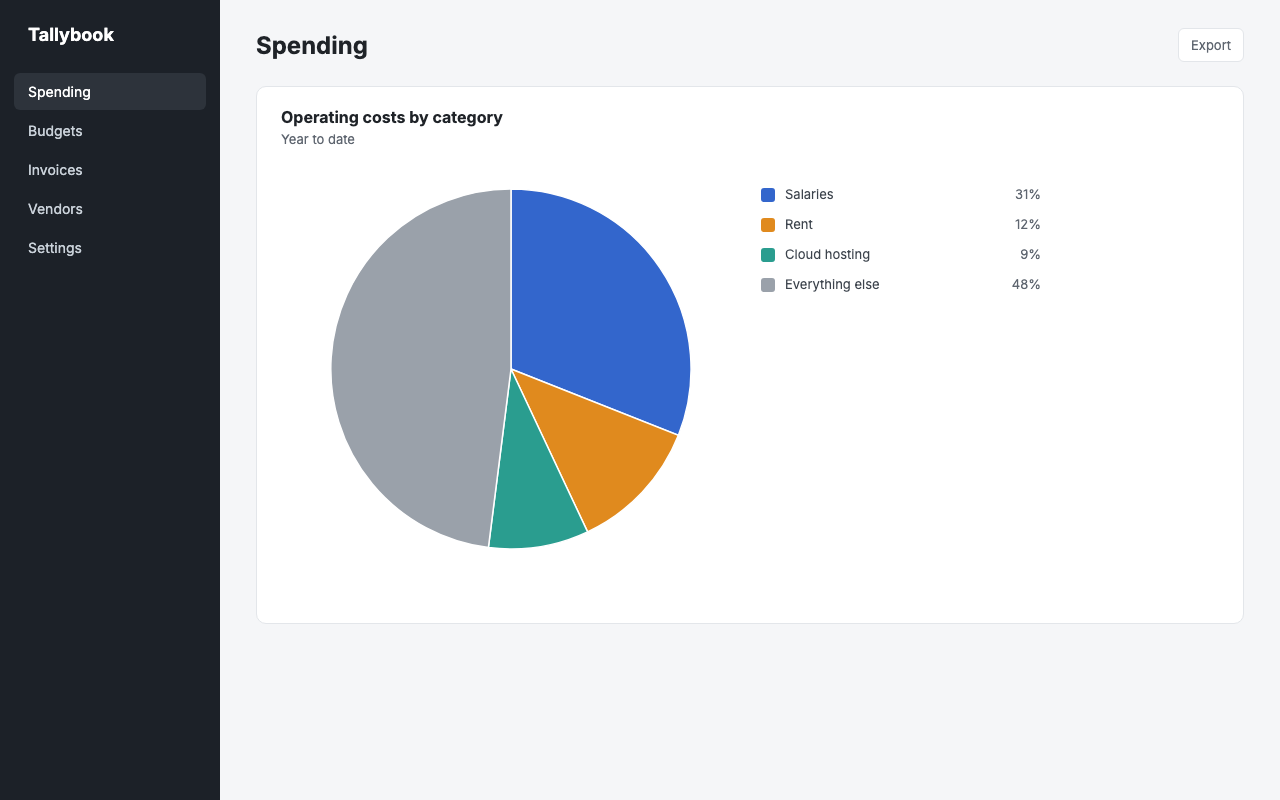 Tallybook
Spending
Budgets
Invoices
Vendors
Settings
Spending
Export
Operating costs by category
Year to date
Salaries 31%
Rent 12%
Cloud hosting 9%
Everything else 48%